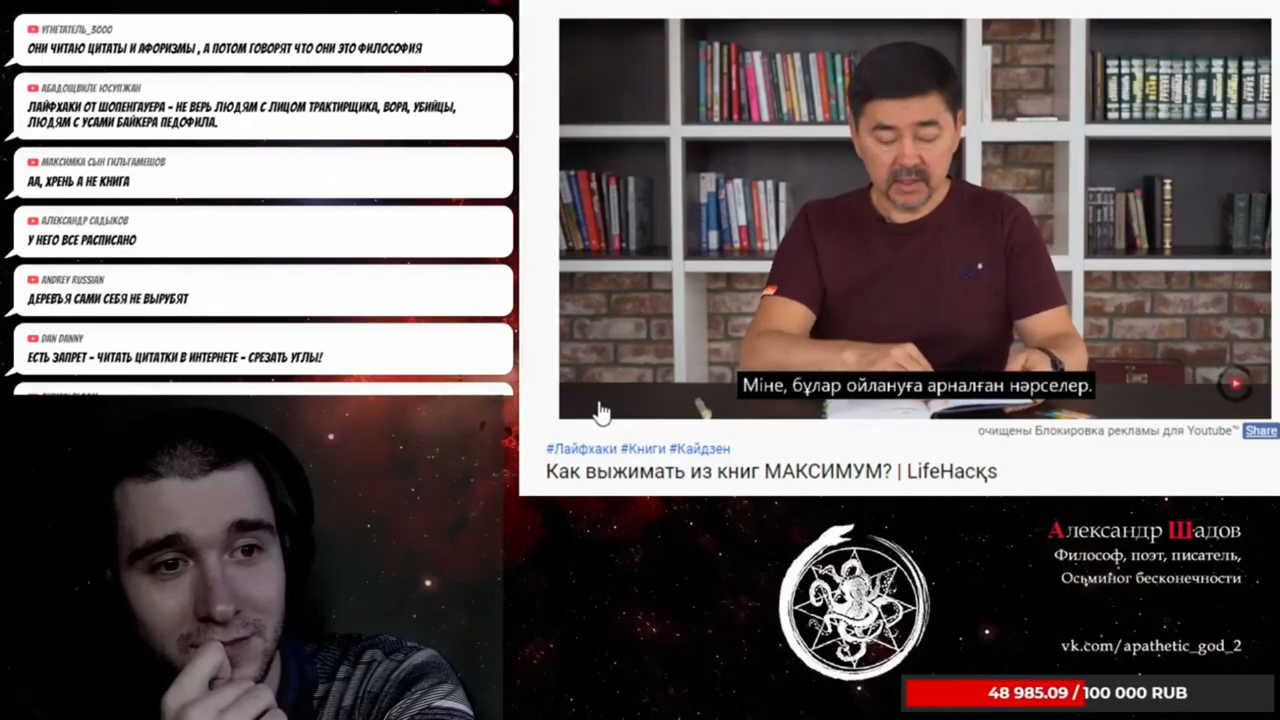 УГНЕТАТЕЛЬ_3000
ОНИ ЧИТАЮ ЦИТАТЫ И АФОРИЗМЫ , А ПОТОМ ГОВОРЯТ ЧТО ОНИ ЭТО ФИЛОСОФИЯ
АБАДОЩВИЛЕ ЮСУПЖАН
ЛАЙФХАКИ ОТ ШОПЕНГАУЕРА - НЕ ВЕРЬ ЛЮДЯМ С ЛИЦОМ ТРАКТИРЩИКА, ВОРА, УБИЙЦЫ,
ЛЮДЯМ С УСАМИ БАЙКЕРА ПЕДОФИЛА.
МАКСИМКА СЫН ГИЛЬГАМЕШОВ
АА, ХРЕНЬ А НЕ КНИГА
АЛЕКСАНДР САДЫКОВ
У НЕГО ВСЕ РАСПИСАНО
ANDREY RUSSIAN
ДЕРЕВЪЯ САМИ СЕБЯ НЕ ВЫРУБЯТ
DAN DANNY
ЕСТЬ ЗАПРЕТ - ЧИТАТЬ ЦИТАТКИ В ИНТЕРНЕТЕ - СРЕЗАТЬ УГЛЫ!
Міне, бұлар ойлануға арналған нәрселер.
очищены Блокировка рекламы для Youtube™ Share
#Лайфхаки #Книги #Кайдзен
Как выжимать из книг МАКСИМУМ? | LifeHacқs
Александр Шадов
Философ, поэт, писатель,
Осьминог бесконечности
vk.com/apathetic_god_2
48 985.09 / 100 000 RUB